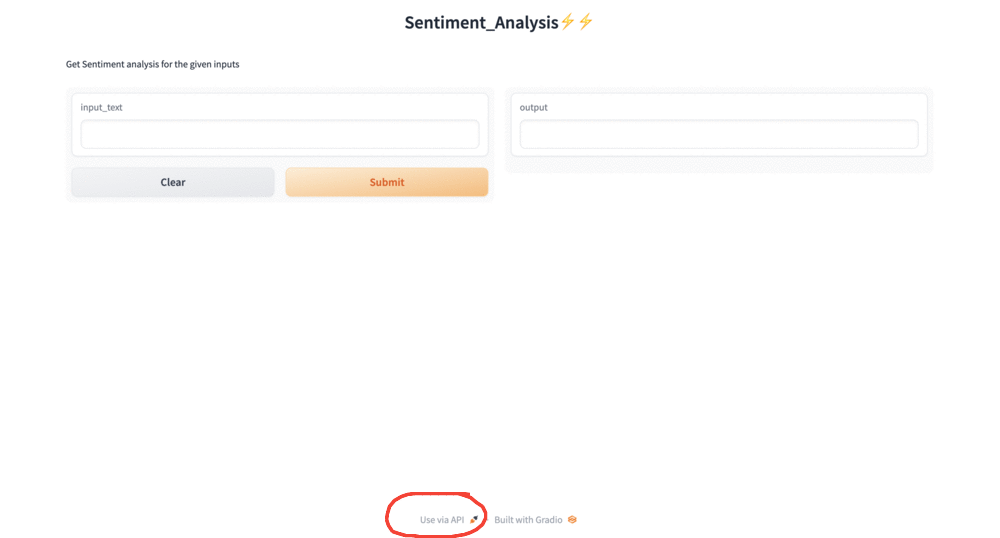 Sentiment_Analysis⚡⚡
Get Sentiment analysis for the given inputs
input_text
output
Clear
Submit
Use via API
Built with Gradio